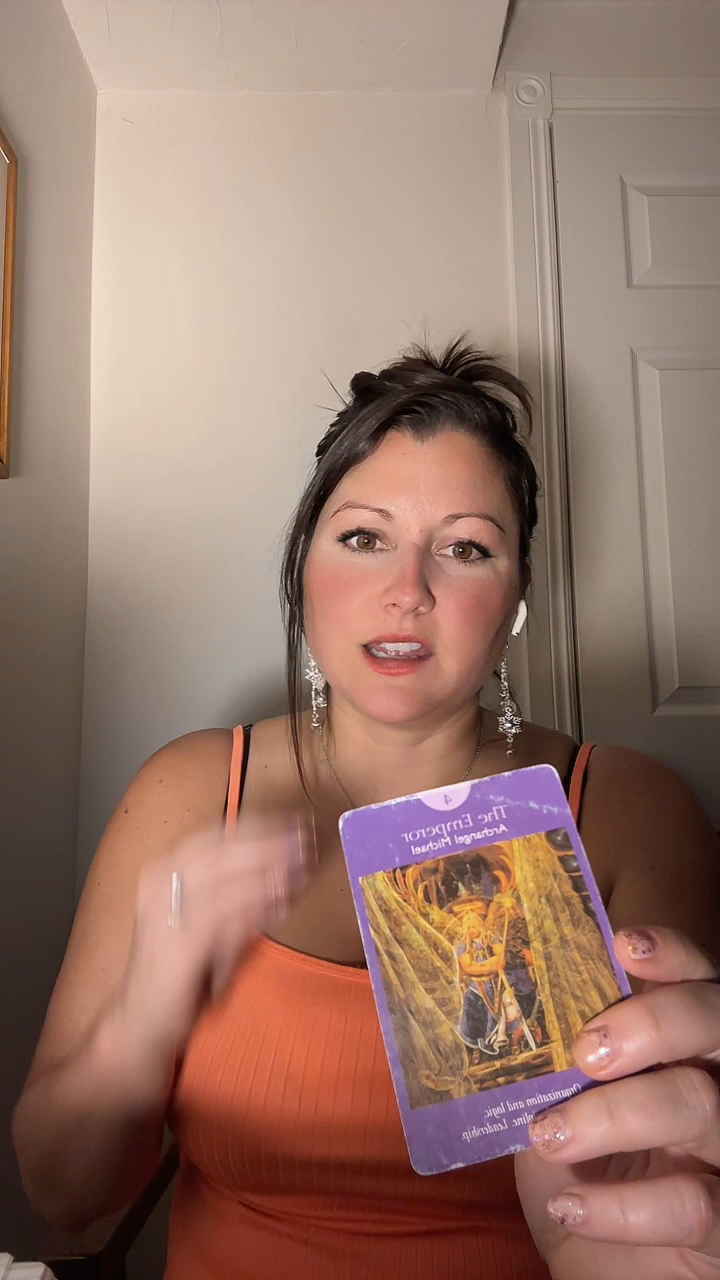 4
The Emperor
Archangel Michael
Organization and logic.
Leadership.